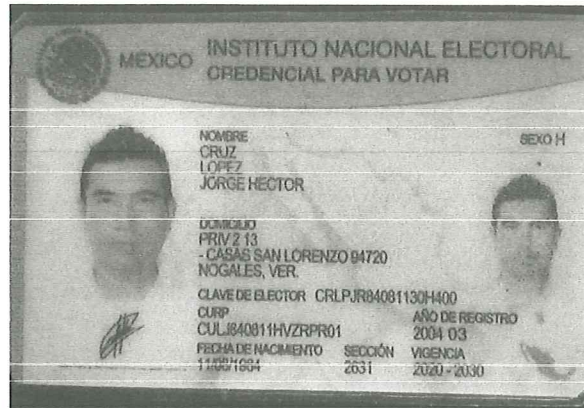 MÉXICO INSTITUTO NACIONAL ELECTORAL
CREDENCIAL PARA VOTAR
NOMBRE
SEXO H
CRUZ
LOPEZ
JORGE HECTOR
DOMICILIO
PRIV 2 13
- CASAS SAN LORENZO 94720
NOGALES, VER.
CLAVE DE ELECTOR CRLPJR84081130H400
CURP
CULJ840811HVZRPR01
AÑO DE REGISTRO
2004 03
FECHA DE NACIMIENTO
11/08/1984
SECCIÓN
2631
VIGENCIA
2020 - 2030